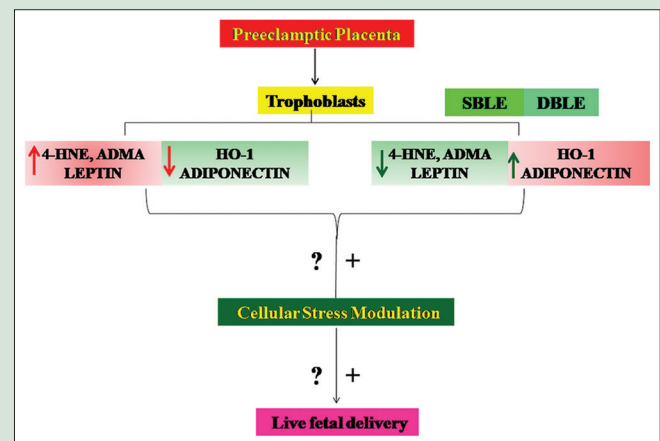 Preeclamptic Placenta
Trophoblasts
SBLE DBLE
4-HNE, ADMA
LEPTIN
HO-1
ADIPONECTIN
4-HNE, ADMA
LEPTIN
HO-1
ADIPONECTIN
? +
Cellular Stress Modulation
? +
Live fetal delivery